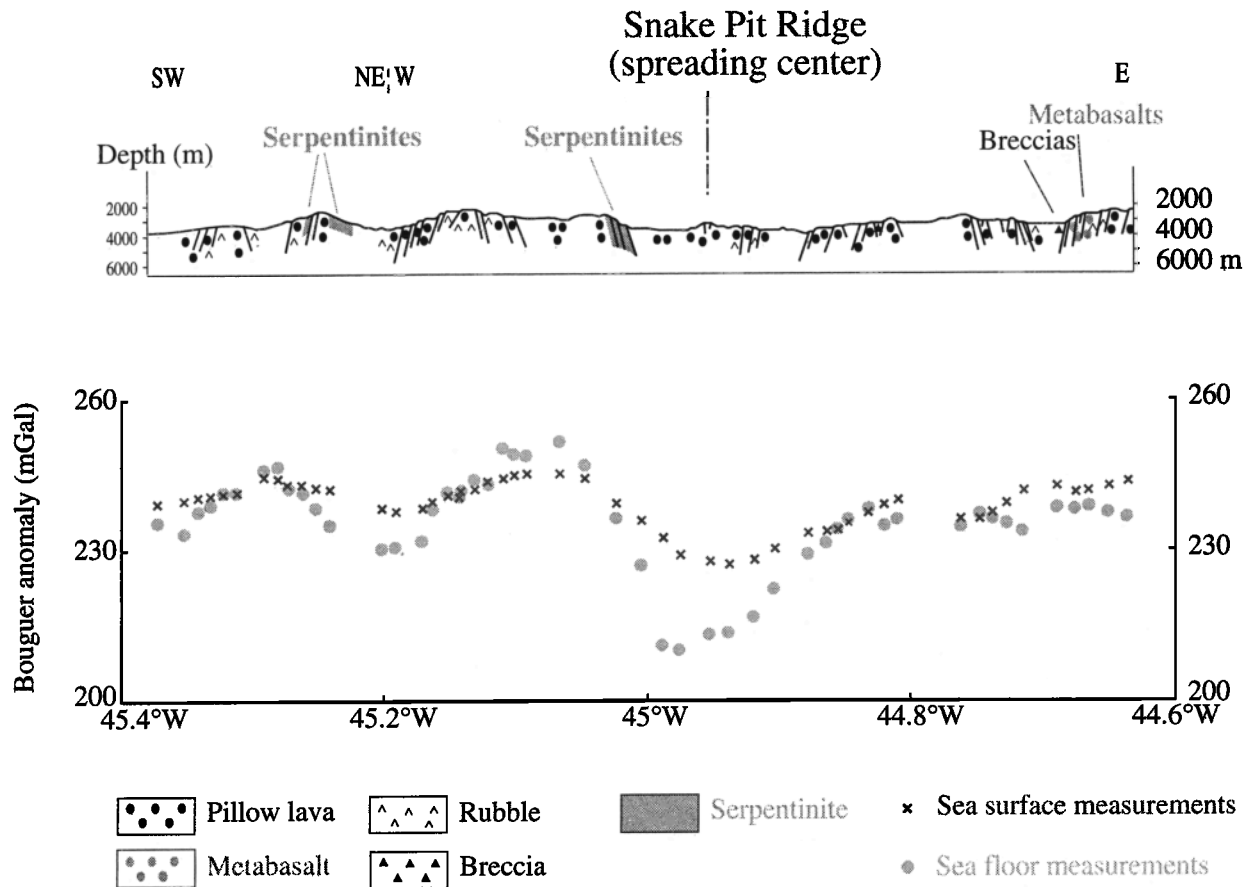 Snake Pit Ridge
(spreading center)
SW
NE¦W
E
Serpentinites
Serpentinites
Metabasalts
Breccias
Depth (m)
2000
4000
6000
2000
4000
6000 m
Bouguer anomaly (mGal)
260
230
200
260
230
200
45.4°W
45.2°W
45°W
44.8°W
44.6°W
Pillow lava
Rubble
Serpentinite
Sea surface measurements
Metabasalt
Breccia
Sea floor measurements